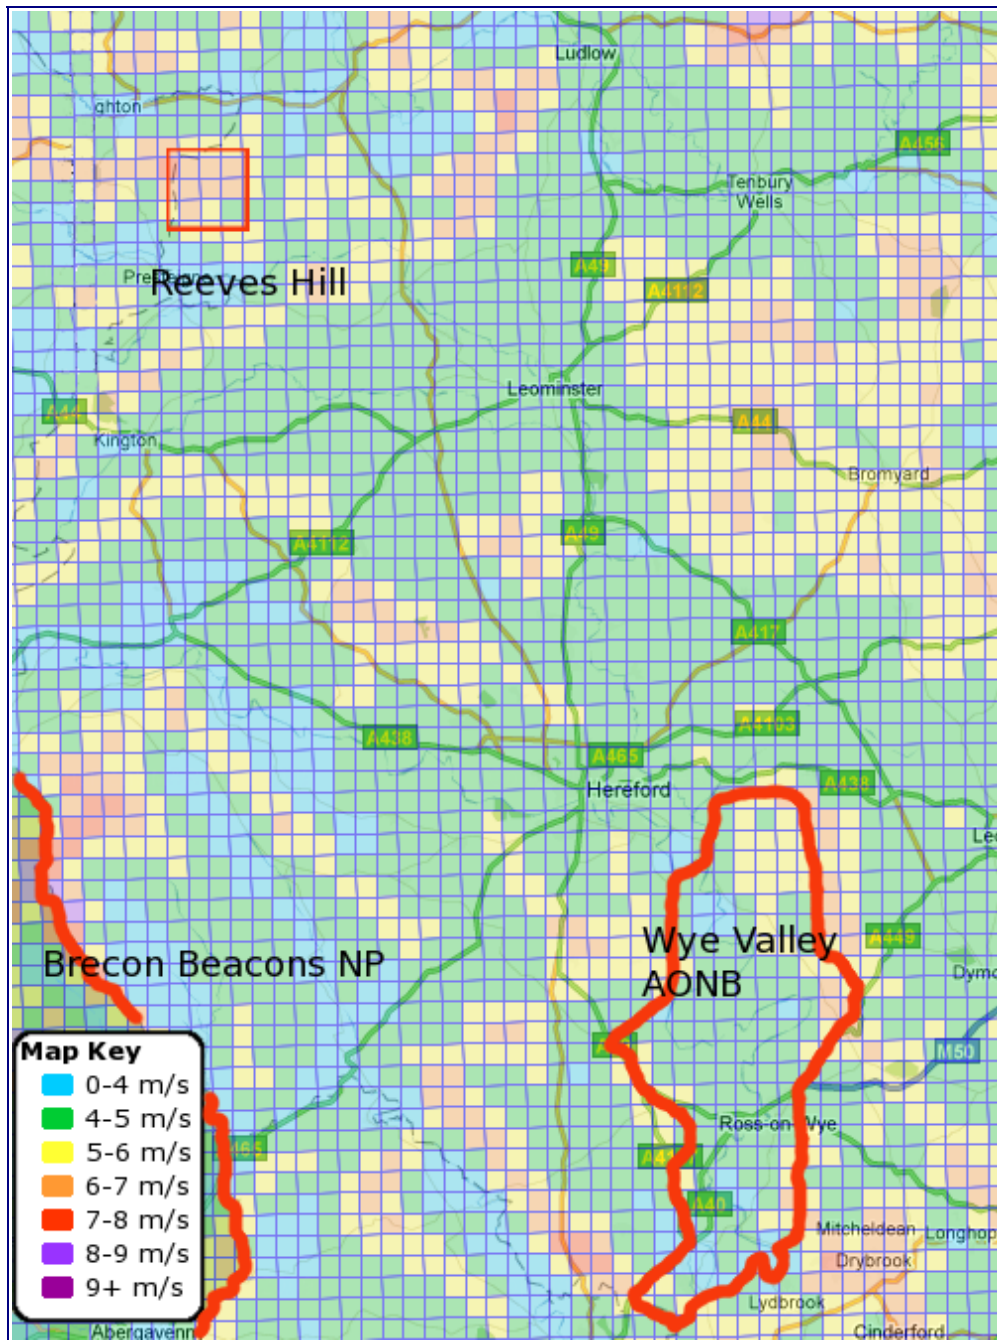 Ludlow
ghton
A456
Tenbury
Wells
A49
Reeves Hill
A4112
Leominster
A44
A44
Kington
Bromyard
A4112
A49
A417
A438
A4103
A465
Hereford
A438
Wye Valley
AONB
A449
Brecon Beacons NP
M50
Map Key
0-4 m/s
4-5 m/s
5-6 m/s
6-7 m/s
7-8 m/s
8-9 m/s
9+ m/s
Ross-on-Wye
A40
Mitcheldean
Longhop
Drybrook
Lydbrook
Cinderford
Abergavenn